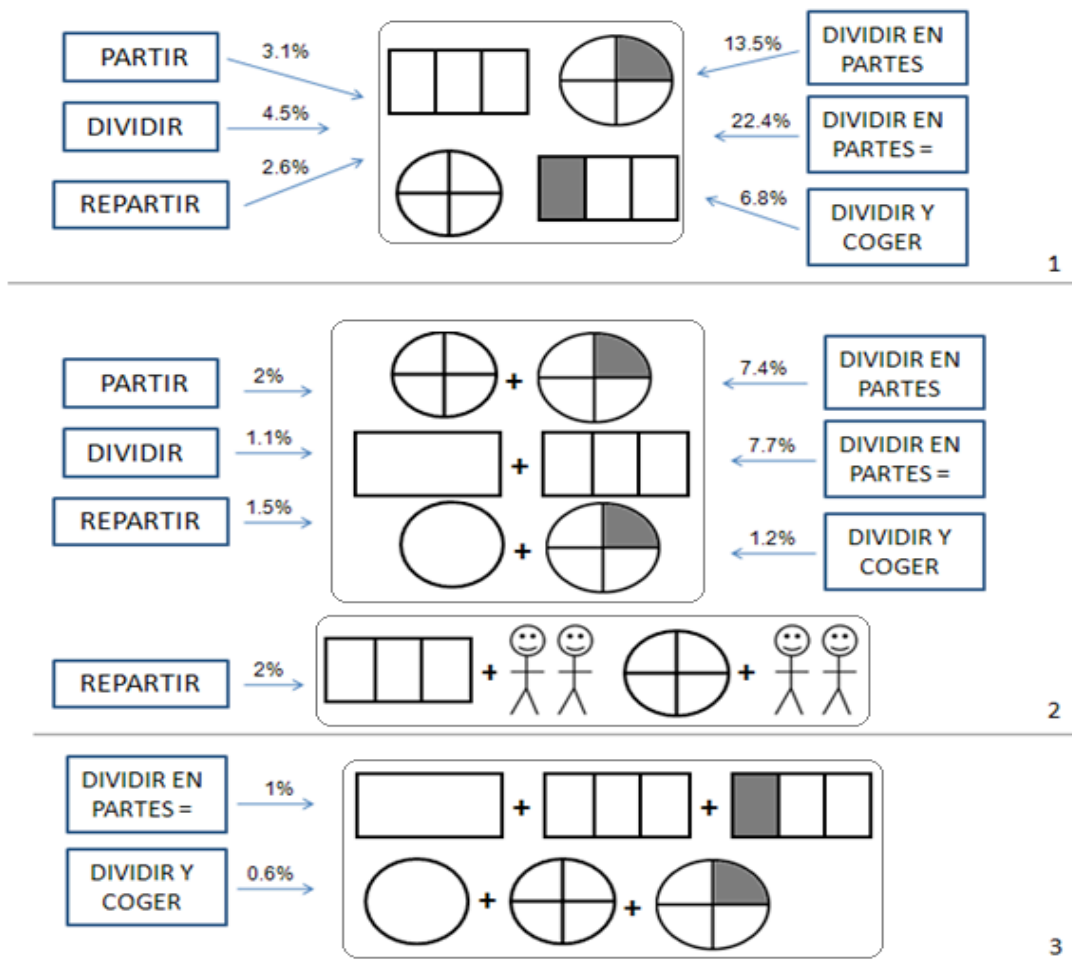 PARTIR
3.1%
DIVIDIR
4.5%
REPARTIR
2.6%
13.5%
DIVIDIR EN
PARTES
22.4%
DIVIDIR EN
PARTES =
6.8%
DIVIDIR Y
COGER
1
PARTIR
2%
DIVIDIR
1.1%
REPARTIR
1.5%
+
+
+
7.4%
DIVIDIR EN
PARTES
7.7%
DIVIDIR EN
PARTES =
1.2%
DIVIDIR Y
COGER
REPARTIR
2%
+
+
2
DIVIDIR EN
PARTES =
1%
DIVIDIR Y
COGER
0.6%
+ +
+ +
3